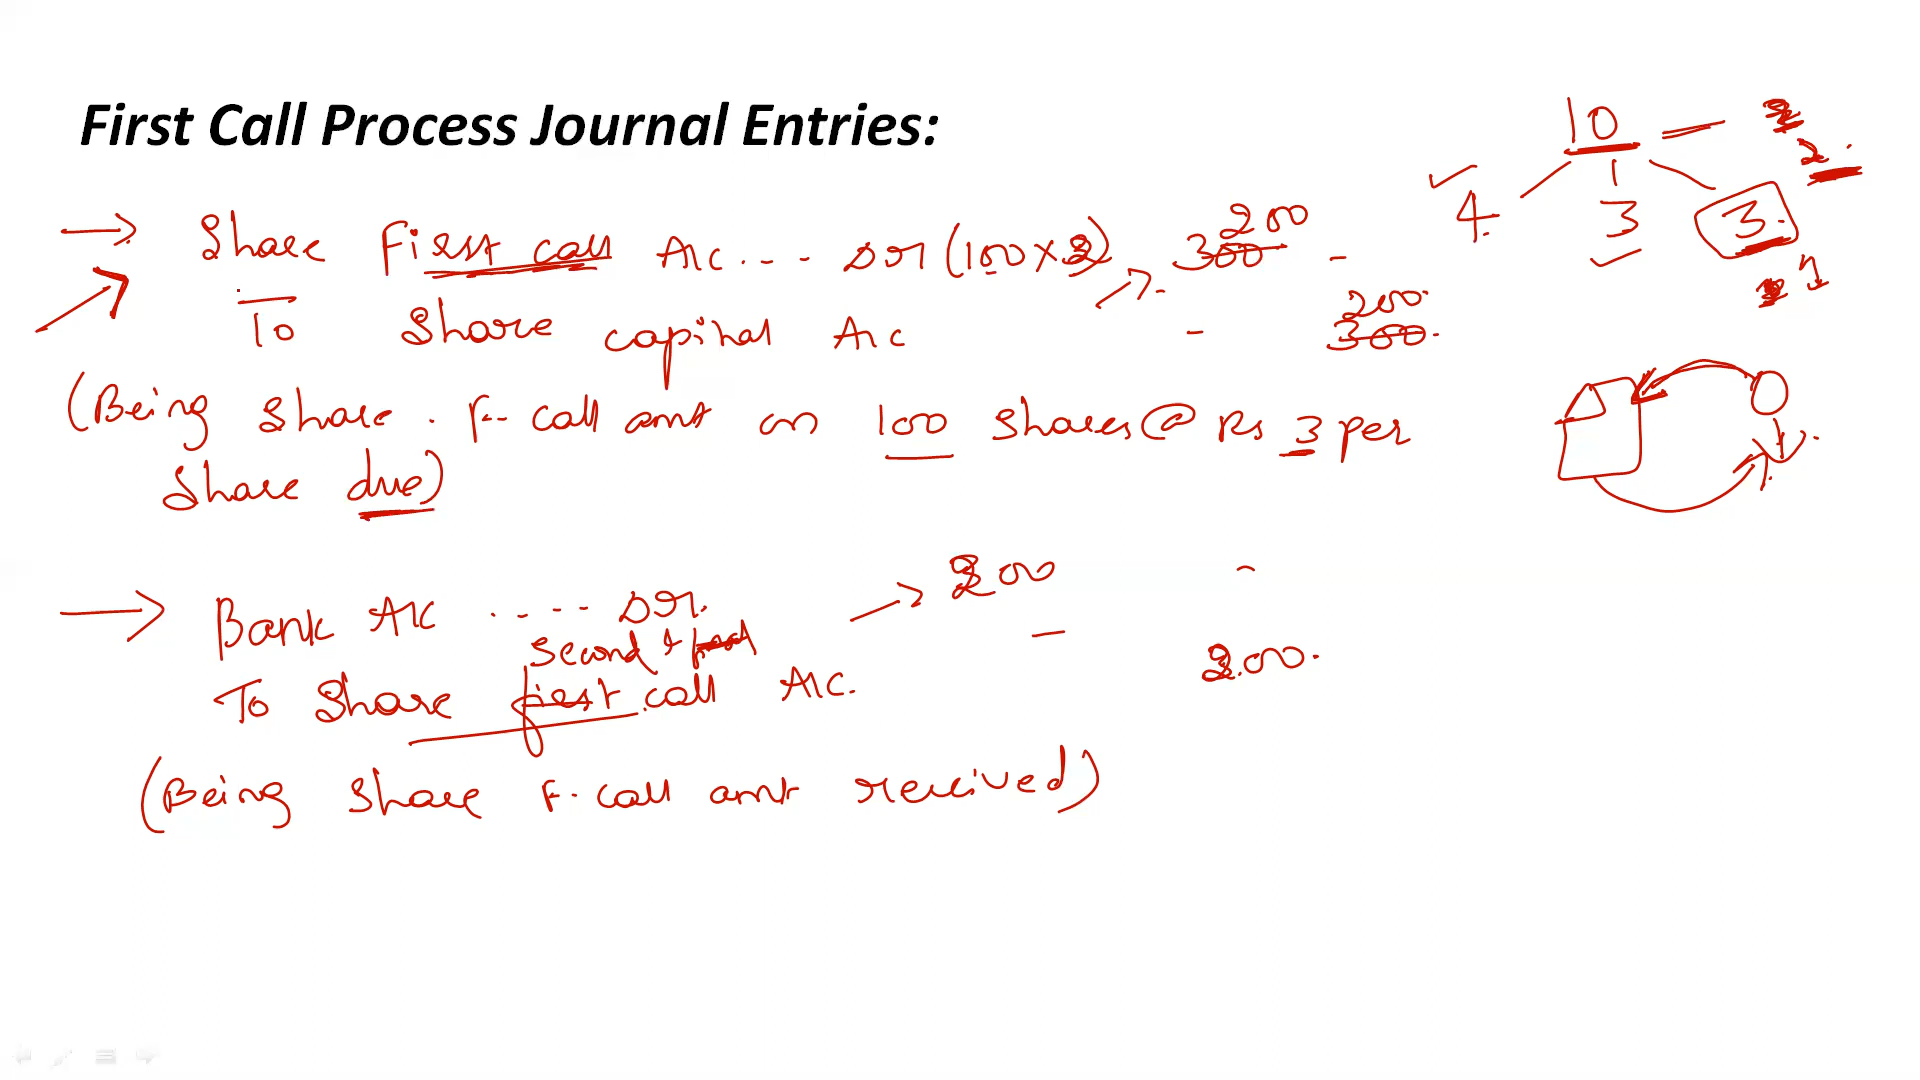 First Call Process Journal Entries:
10 = 2.
4 3 3.
1
Share First call A/c... Dr (100 x 2) 300 200 -
To Share capital A/c - 300. 200.
(Being Share. F- call amt on 100 Shares @ Rs 3 per
Share due)
Bank A/c ..... Dr. 200 -
Second &
To Share first call A/c. - 200.
(Being Share F. call amt received)